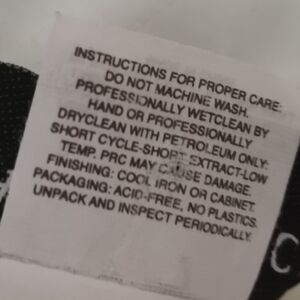 INSTRUCTIONS FOR PROPER CARE:
DO NOT MACHINE WASH.
PROFESSIONALLY WETCLEAN BY
HAND OR PROFESSIONALLY
DRYCLEAN WITH PETROLEUM ONLY:
SHORT CYCLE-SHORT EXTRACT-LOW
TEMP. PRC MAY CAUSE DAMAGE.
FINISHING: COOL IRON OR CABINET.
PACKAGING: ACID-FREE, NO PLASTICS.
UNPACK AND INSPECT PERIODICALLY.
C